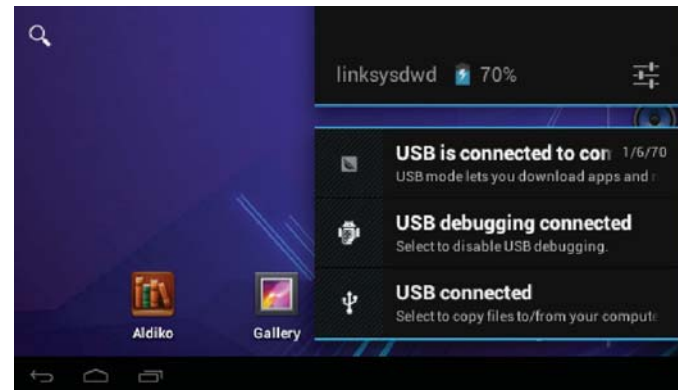 linksysdwd 70%
USB is connected to con 1/6/70
USB mode lets you download apps and
USB debugging connected
Select to disable USB debugging.
USB connected
Select to copy files to/from your compute
Aldiko Gallery